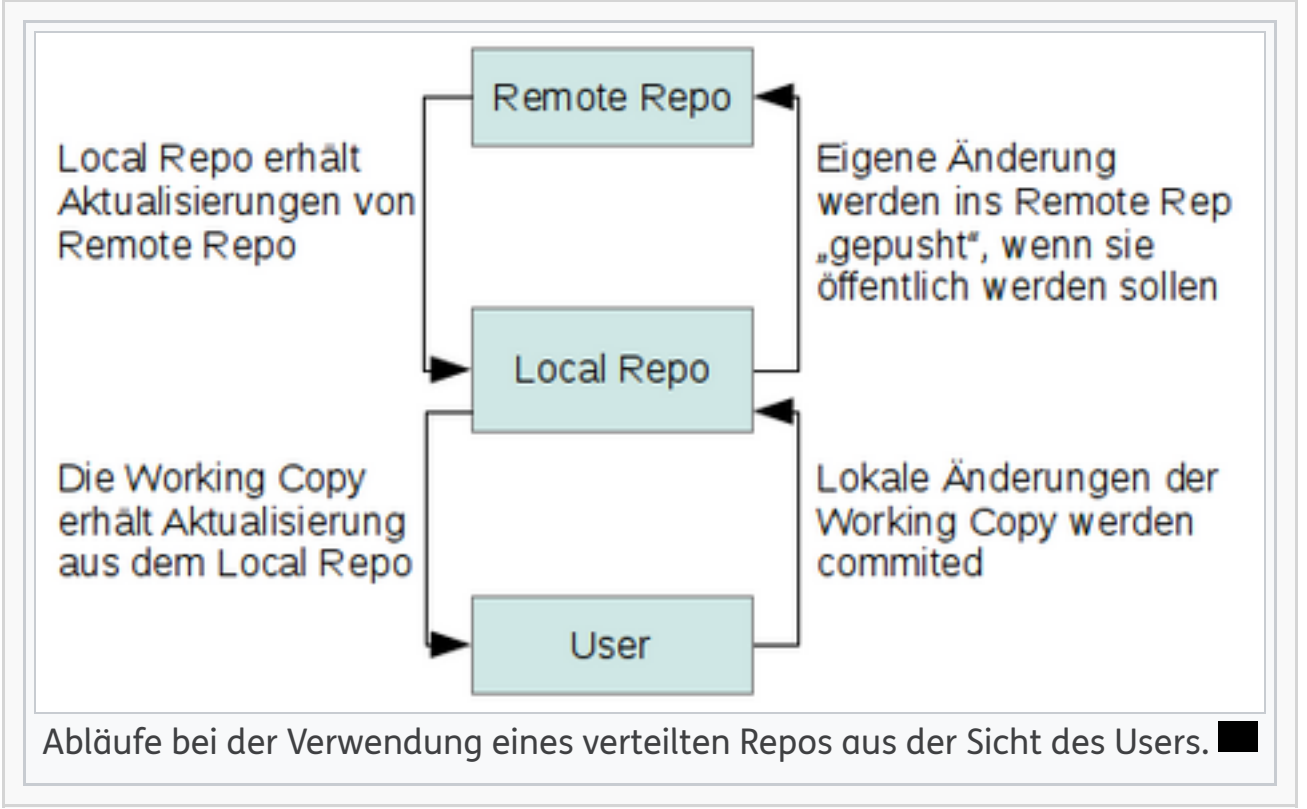 Remote Repo
Local Repo erhält
Aktualisierungen von
Remote Repo
Eigene Änderung
werden ins Remote Rep
„gepusht“, wenn sie
öffentlich werden sollen
Local Repo
Die Working Copy
erhält Aktualisierung
aus dem Local Repo
Lokale Änderungen der
Working Copy werden
commited
User
Abläufe bei der Verwendung eines verteilten Repos aus der Sicht des Users.